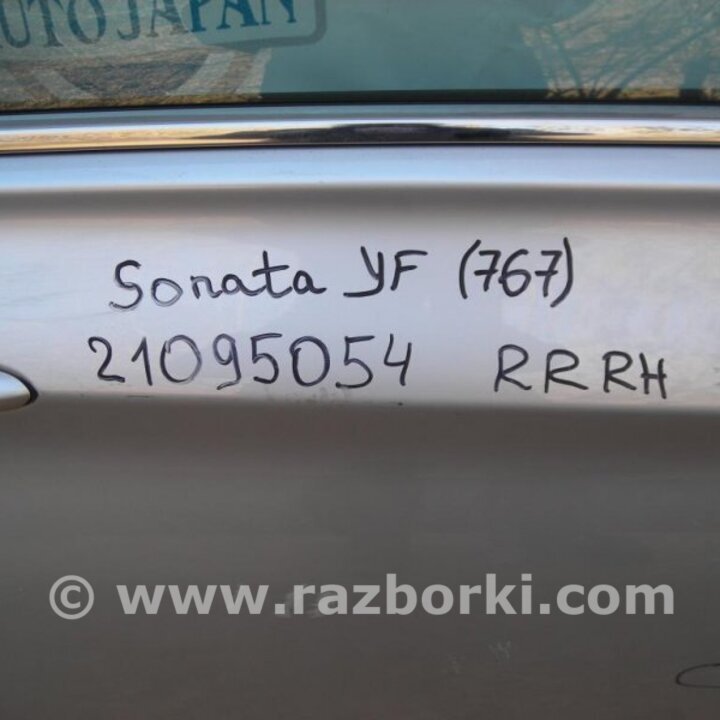 AUTO JAPAN
Sonata YF (767)
21095054 RRRH
© www.razborki.com